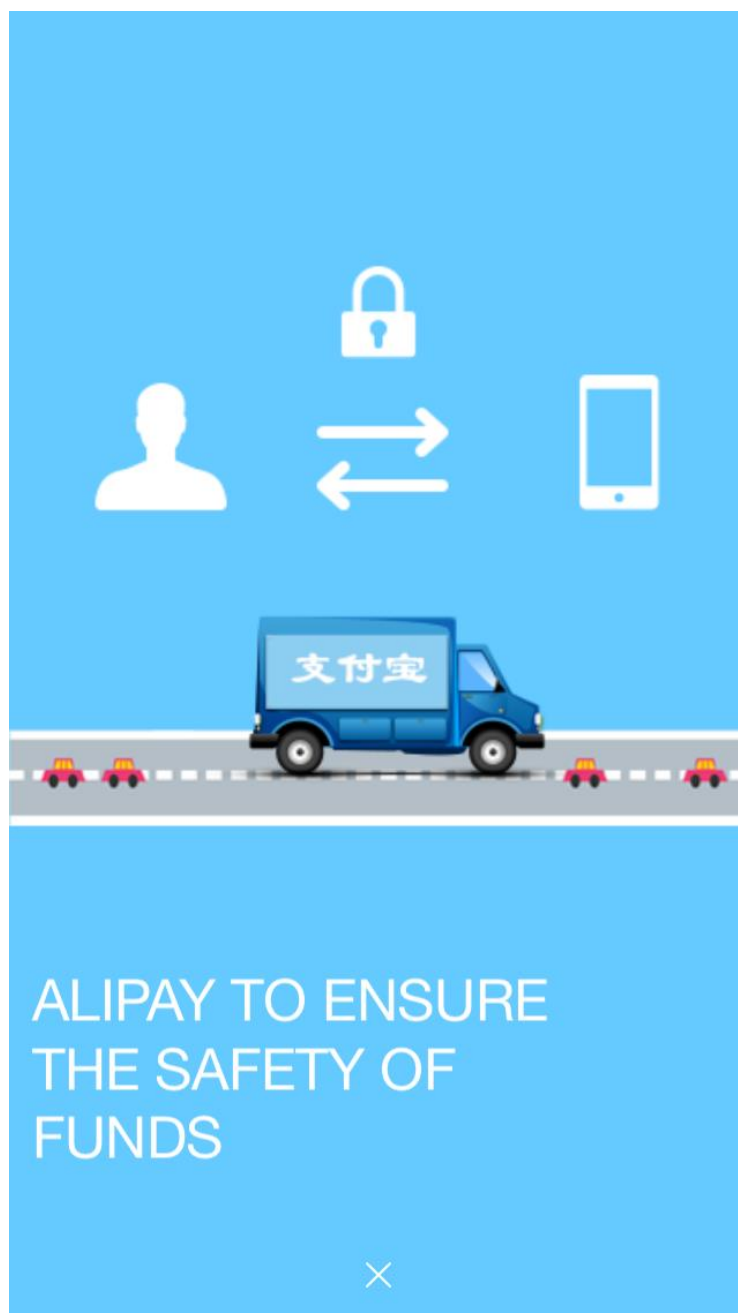 支付宝
ALIPAY TO ENSURE
THE SAFETY OF
FUNDS